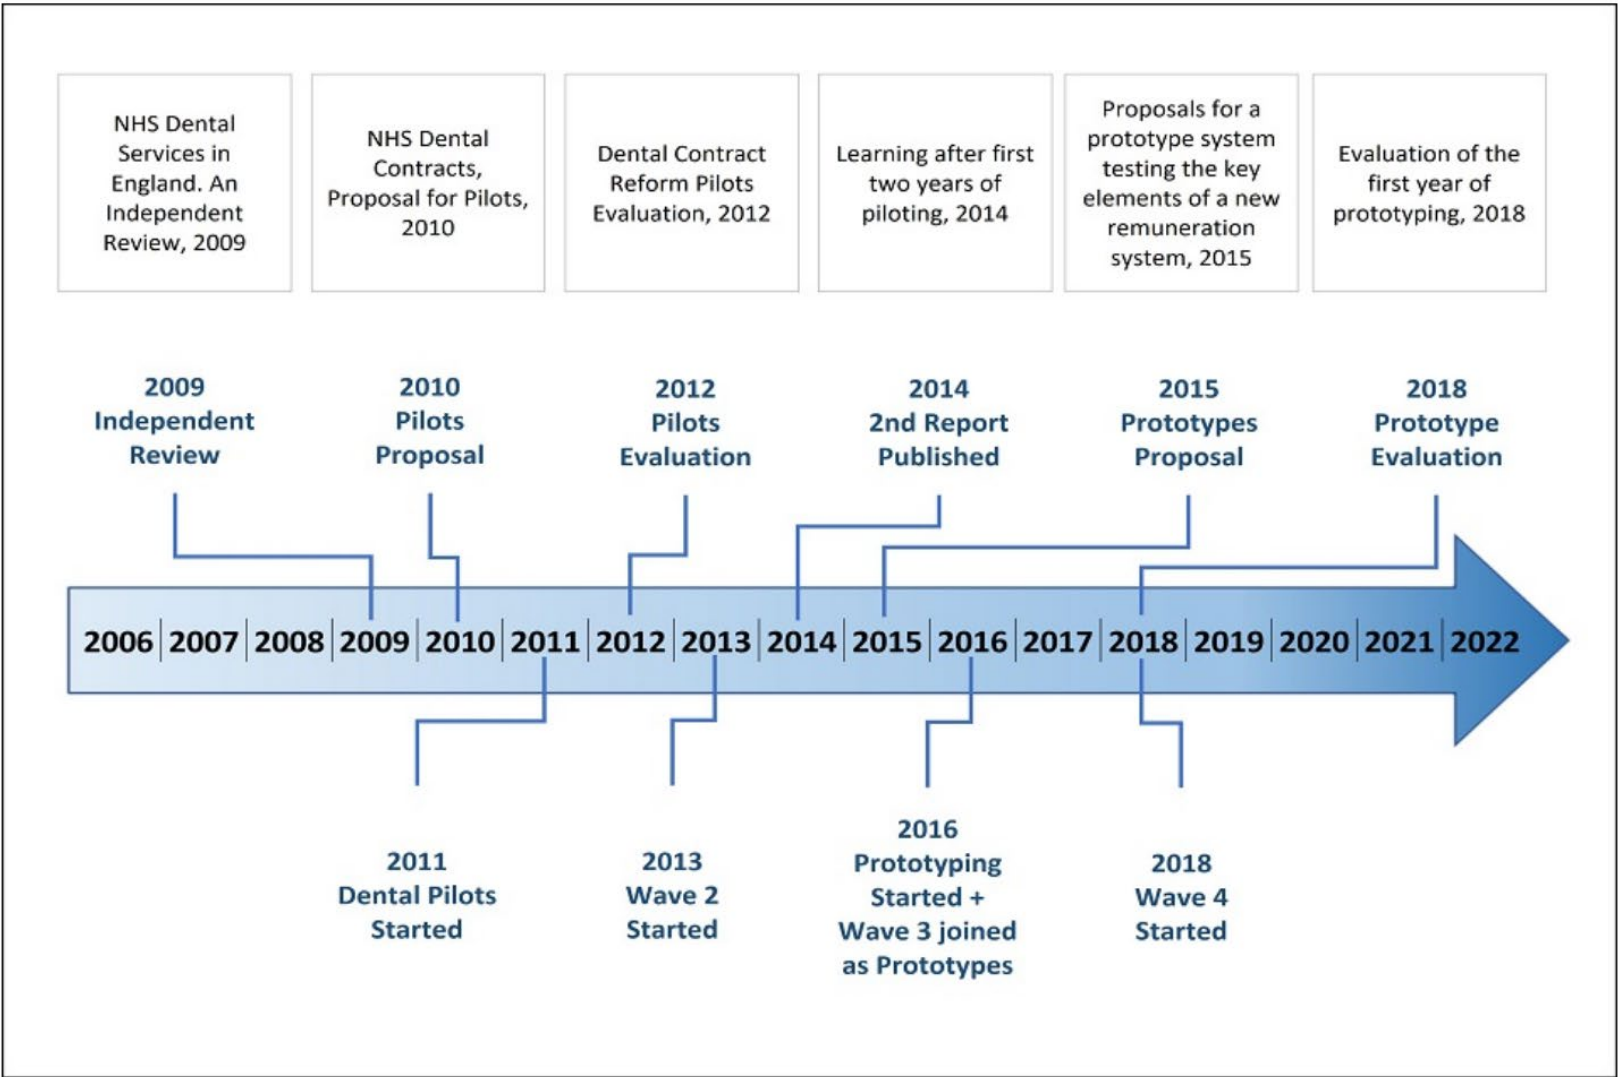 NHS Dental
Services in
England. An
Independent
Review, 2009
NHS Dental
Contracts,
Proposal for Pilots,
2010
Dental Contract
Reform Pilots
Evaluation, 2012
Learning after first
two years of
piloting, 2014
Proposals for a
prototype system
testing the key
elements of a new
remuneration
system, 2015
Evaluation of the
first year of
prototyping, 2018
2009
Independent
Review
2010
Pilots
Proposal
2012
Pilots
Evaluation
2014
2nd Report
Published
2015
Prototypes
Proposal
2018
Prototype
Evaluation
2006 2007 2008 2009 2010 2011 2012 2013 2014 2015 2016 2017 2018 2019 2020 2021 2022
2011
Dental Pilots
Started
2013
Wave 2
Started
2016
Prototyping
Started +
Wave 3 joined
as Prototypes
2018
Wave 4
Started